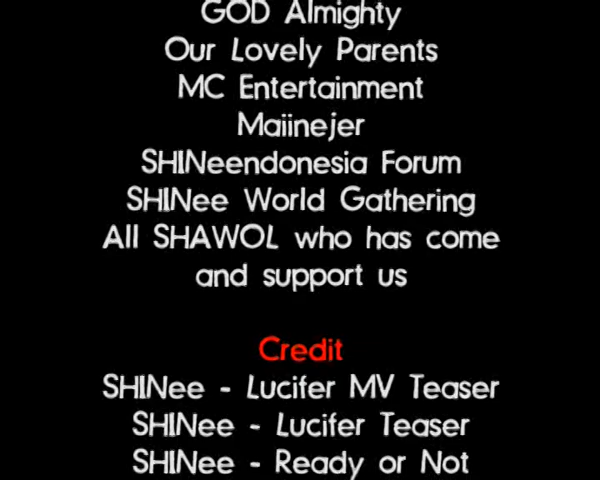 GOD Almighty
Our Lovely Parents
MC Entertainment
Maiinejer
SHINeendonesia Forum
SHINee World Gathering
All SHAWOL who has come
and support us
Credit
SHINee - Lucifer MV Teaser
SHINee - Lucifer Teaser
SHINee - Ready or Not